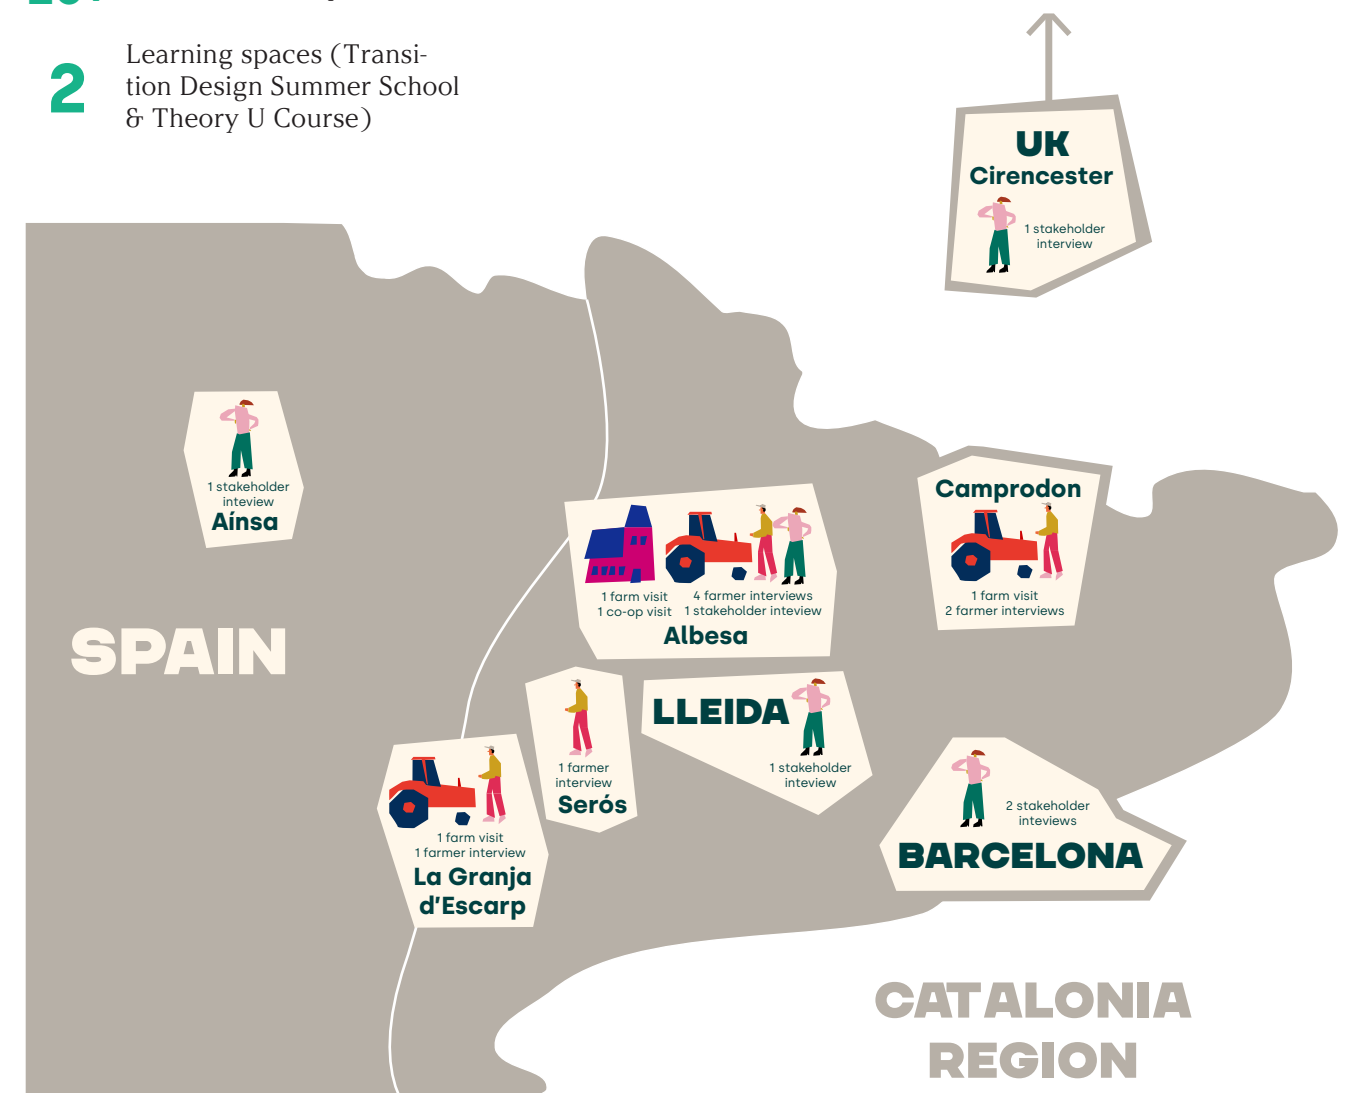 2
Learning spaces (Transi-
tion Design Summer School
& Theory U Course)
UK
Cirencester
1 stakeholder
interview
1 stakeholder
inteview
Aínsa
Camprodon
1 farm visit
2 farmer interviews
1 farm visit
1 co-op visit
4 farmer interviews
1 stakeholder inteview
Albesa
SPAIN
LLEIDA
1 stakeholder
inteview
1 farmer
interview
Serós
1 farm visit
1 farmer interview
La Granja
d'Escarp
2 stakeholder
inteviews
BARCELONA
CATALONIA
REGION